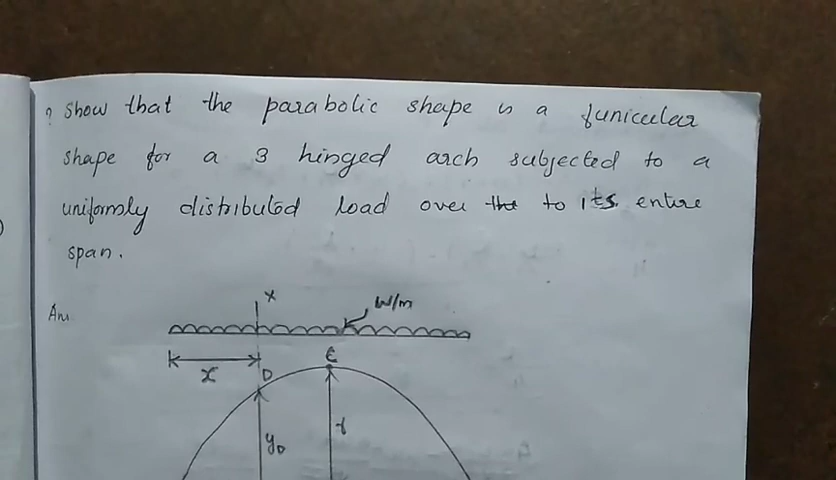 ? Show that the parabolic shape is a funicular
shape for a 3 hinged arch subjected to a
uniformly distributed load over the to its entire
span.
Ans
x
W/m
x
D
C
yD